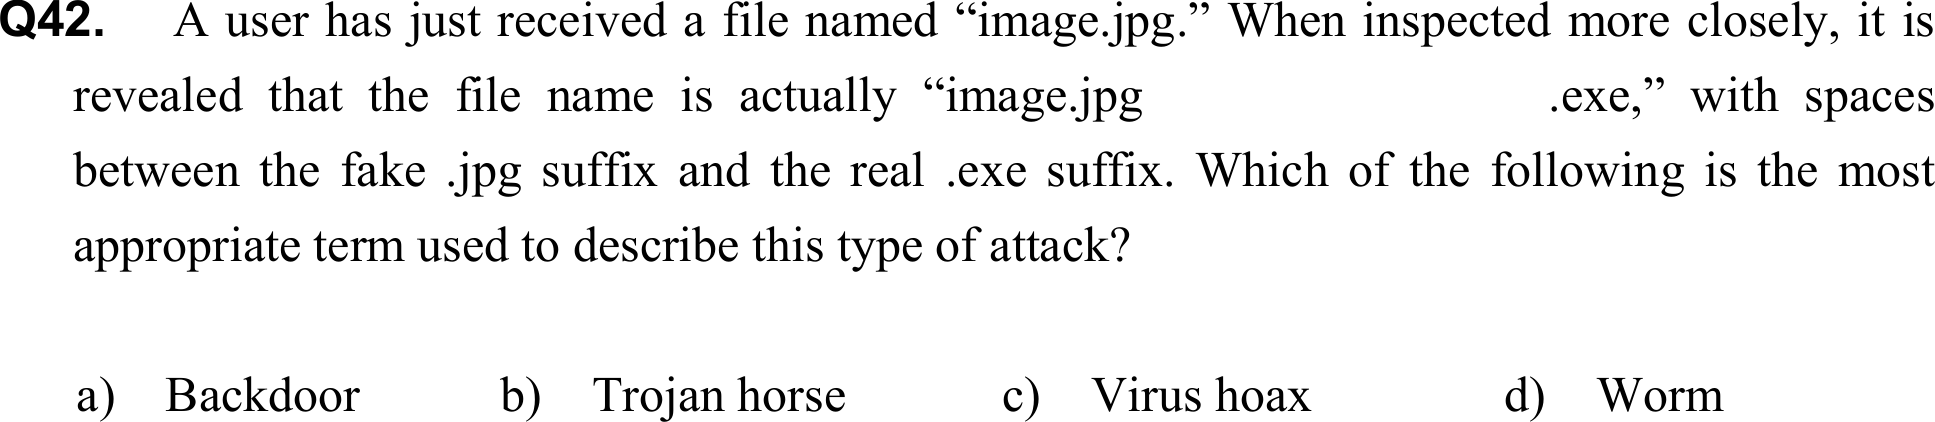 Q42. A user has just received a file named “image.jpg.” When inspected more closely, it is
revealed that the file name is actually “image.jpg .exe,” with spaces
between the fake .jpg suffix and the real .exe suffix. Which of the following is the most
appropriate term used to describe this type of attack?
a) Backdoor b) Trojan horse c) Virus hoax d) Worm